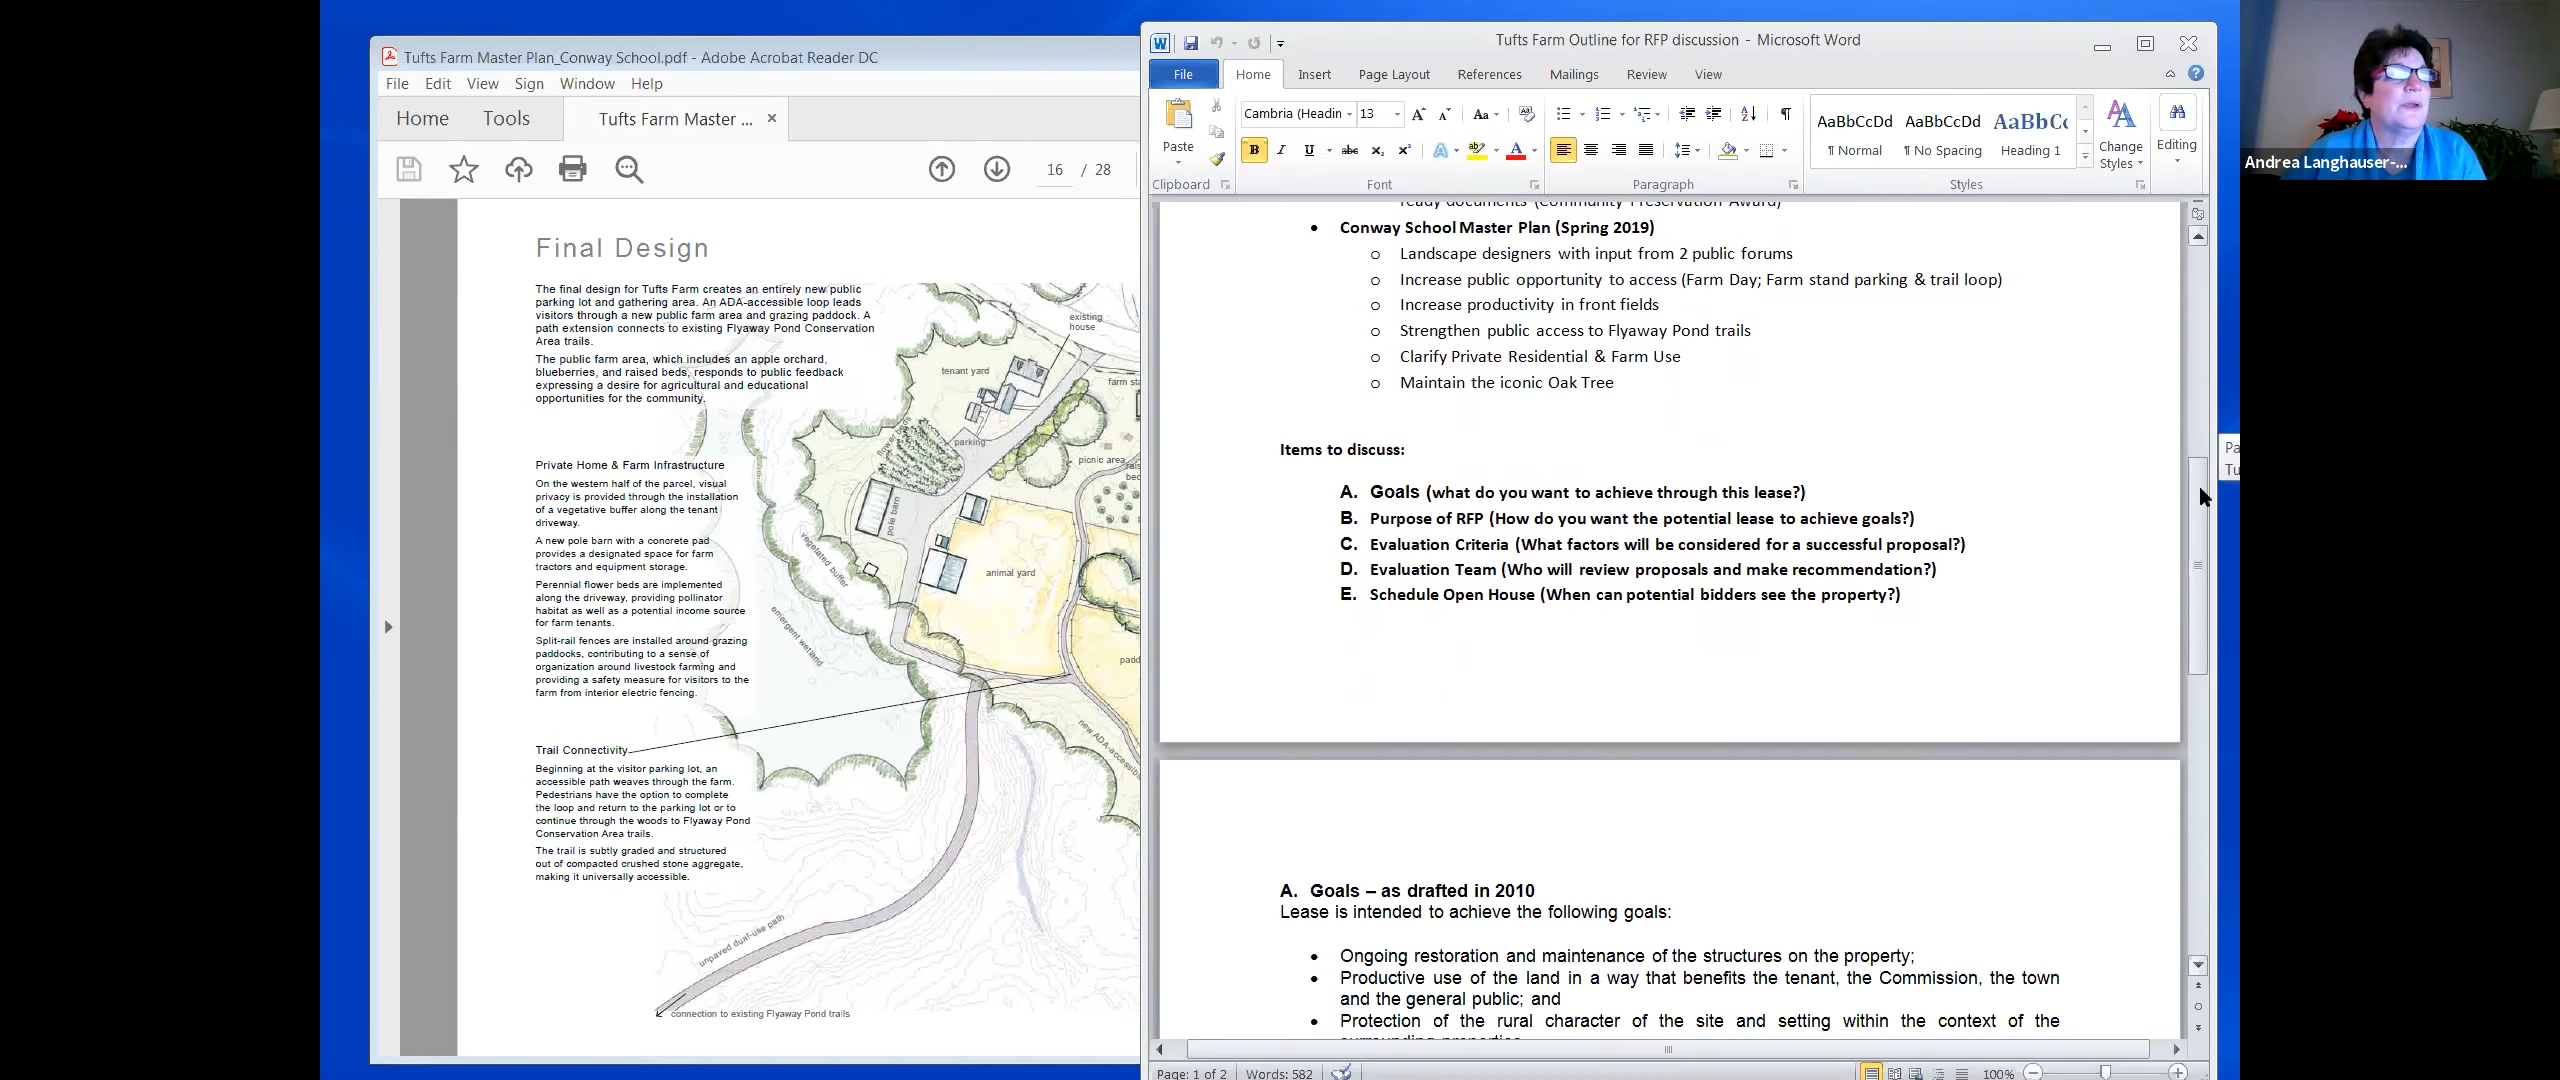 Tufts Farm Master Plan_Conway School.pdf - Adobe Acrobat Reader DC
File Edit View Sign Window Help
Home Tools Tufts Farm Master ... ×
16 / 28
Final Design
The final design for Tufts Farm creates an entirely new public
parking lot and gathering area. An ADA-accessible loop leads
visitors through a new public farm area and grazing paddock. A
path extension connects to existing Flyaway Pond Conservation
Area trails.
The public farm area, which includes an apple orchard,
blueberries, and raised beds, responds to public feedback
expressing a desire for agricultural and educational
opportunities for the community.
Private Home & Farm Infrastructure
On the western half of the parcel, visual
privacy is provided through the installation
of a vegetative buffer along the tenant
driveway.
A new pole barn with a concrete pad
provides a designated space for farm
tractors and equipment storage.
Perennial flower beds are implemented
along the driveway, providing pollinator
habitat as well as a potential income source
for farm tenants.
Split-rail fences are installed around grazing
paddocks, contributing to a sense of
organization around livestock farming and
providing a safety measure for visitors to the
farm from interior electric fencing.
Trail Connectivity
Beginning at the visitor parking lot, an
accessible path weaves through the farm.
Pedestrians have the option to complete
the loop and return to the parking lot or to
continue through the woods to Flyaway Pond
Conservation Area trails.
The trail is subtly graded and structured
out of compacted crushed stone aggregate,
making it universally accessible.
existing
house
tenant yard
farm sta
flower beds
parking
picnic area
rais
bed
pole barn
vegetated buffer
animal yard
emergent wetland
padd
new ADA-accessible
unpaved dual-use path
connection to existing Flyaway Pond trails
Tufts Farm Outline for RFP discussion - Microsoft Word
File Home Insert Page Layout References Mailings Review View
Paste
Cambria (Headin 13
AaBbCcDd AaBbCcDd AaBbCc
¶ Normal ¶ No Spacing Heading 1
Change
Styles
Editing
Clipboard Font Paragraph Styles
ready documents (Community Preservation Award)
• Conway School Master Plan (Spring 2019)
o Landscape designers with input from 2 public forums
o Increase public opportunity to access (Farm Day; Farm stand parking & trail loop)
o Increase productivity in front fields
o Strengthen public access to Flyaway Pond trails
o Clarify Private Residential & Farm Use
o Maintain the iconic Oak Tree
Items to discuss:
A. Goals (what do you want to achieve through this lease?)
B. Purpose of RFP (How do you want the potential lease to achieve goals?)
C. Evaluation Criteria (What factors will be considered for a successful proposal?)
D. Evaluation Team (Who will review proposals and make recommendation?)
E. Schedule Open House (When can potential bidders see the property?)
A. Goals – as drafted in 2010
Lease is intended to achieve the following goals:
• Ongoing restoration and maintenance of the structures on the property;
• Productive use of the land in a way that benefits the tenant, the Commission, the town
and the general public; and
• Protection of the rural character of the site and setting within the context of the
surrounding properties
Page: 1 of 2 Words: 582 100%
Pa
Tu
Andrea Langhauser-...